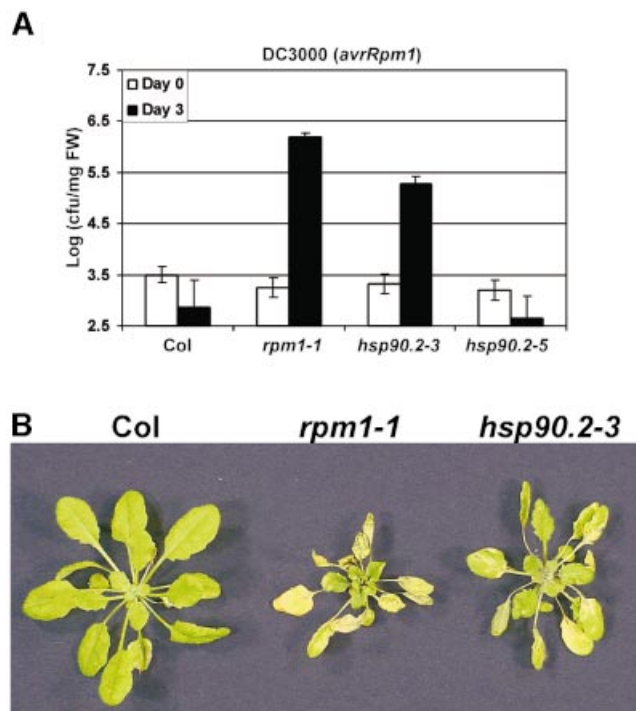 A
DC3000 (avrRpm1)
7.5
6.5
5.5
4.5
3.5
2.5
Log (cfu/mg FW)
Day 0
Day 3
Col
rpm1-1
hsp90.2-3
hsp90.2-5
B
Col
rpm1-1
hsp90.2-3